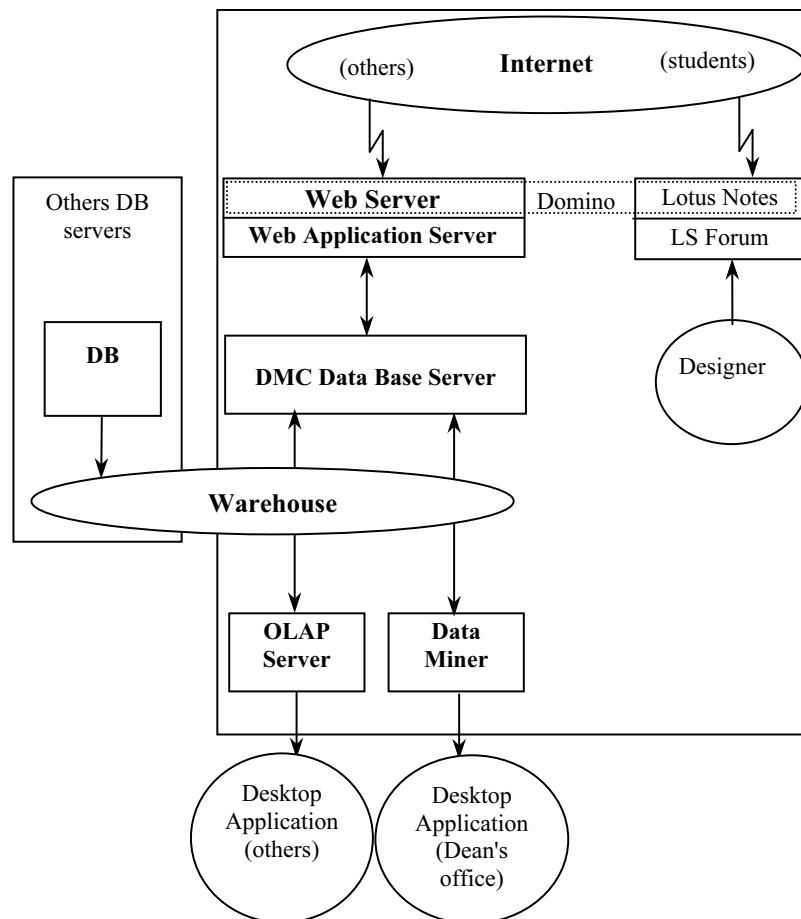 (others) Internet (students)
Others DB
servers
Web Server
Domino
Lotus Notes
Web Application Server
LS Forum
DB
DMC Data Base Server
Designer
Warehouse
OLAP
Server
Data
Miner
Desktop
Application
(others)
Desktop
Application
(Dean's
office)